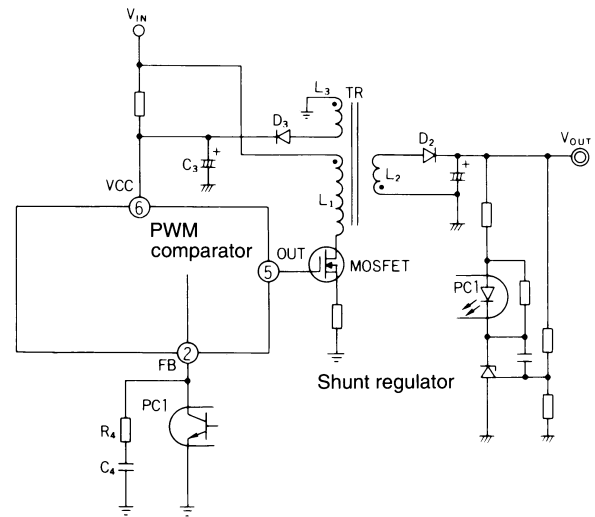 VIN
L3
TR
D3
D2
VOUT
C3
+
+
VCC
L1
L2
6
PWM
comparator
OUT
5
MOSFET
PC1
2
FB
Shunt regulator
PC1
R4
C4